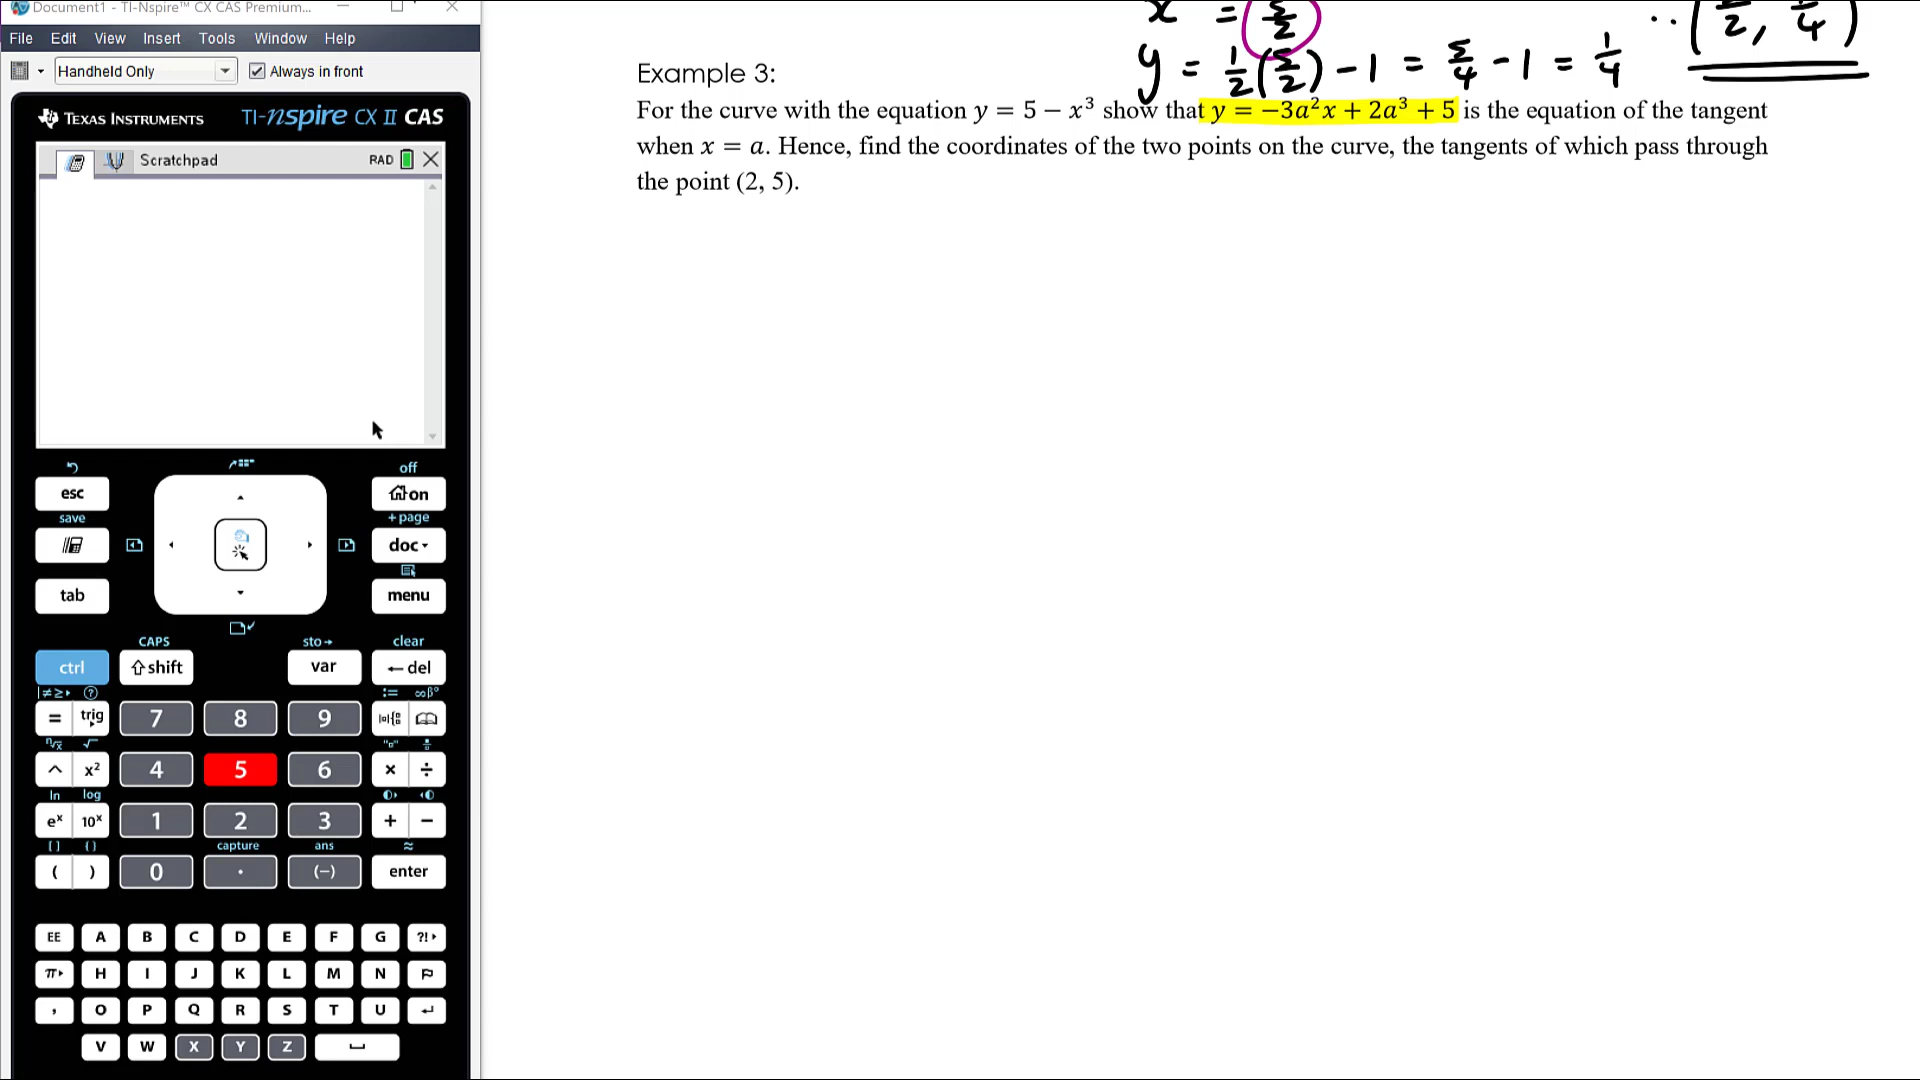 Document1 - TI-Nspire™ CX CAS Premium...
File Edit View Insert Tools Window Help
Handheld Only Always in front
TEXAS INSTRUMENTS TI-nspire CX II CAS
Scratchpad RAD
off
esc on
save +page
doc
tab menu
CAPS sto→ clear
ctrl ⇧shift var ←del
|≠≥▸ ? := ∞β°
= trig 7 8 9
ⁿ√x √
^ x² 4 5 6 × ÷
ln log
eˣ 10ˣ 1 2 3 + −
[ ] { } capture ans ≈
( ) 0 . (−) enter
EE A B C D E F G ?!▸
π▸ H I J K L M N
, O P Q R S T U ↵
V W X Y Z
x = 5/2
y = 1/2(5/2) - 1 = 5/4 - 1 = 1/4
Example 3:
For the curve with the equation y = 5 − x³ show that y = −3a²x + 2a³ + 5 is the equation of the tangent
when x = a. Hence, find the coordinates of the two points on the curve, the tangents of which pass through
the point (2, 5).